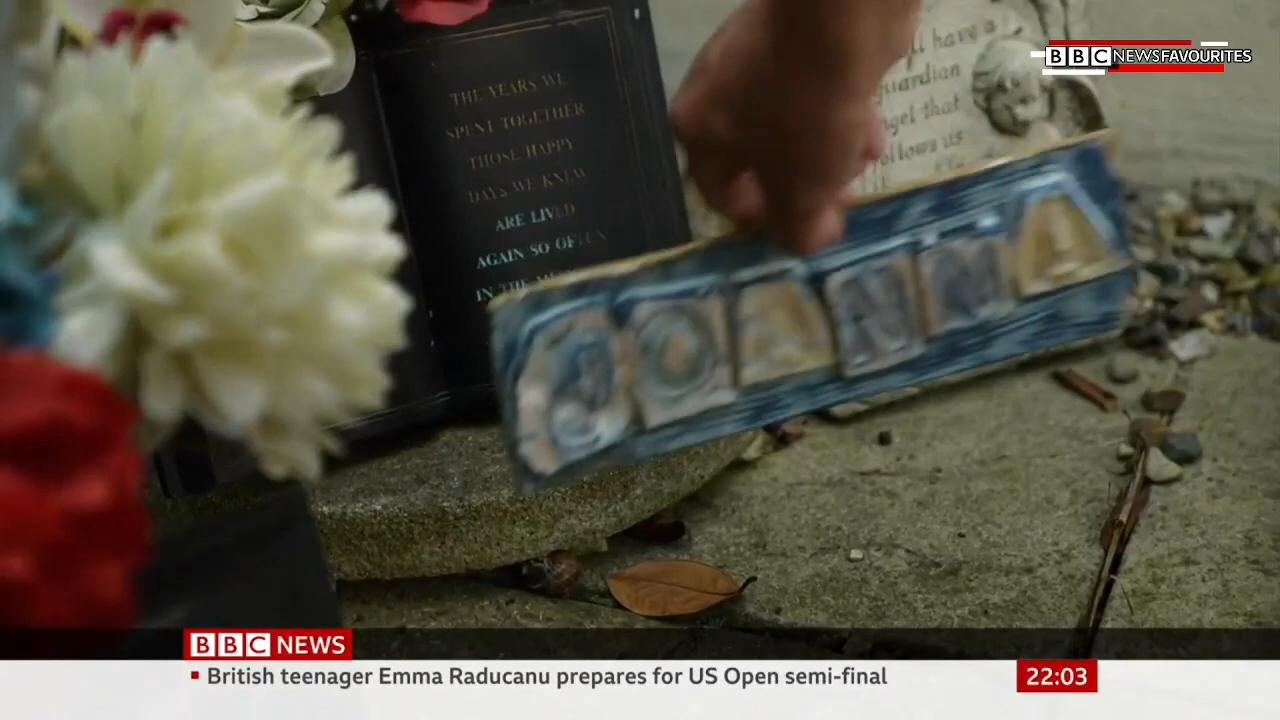 THE YEARS WE
SPENT TOGETHER
THOSE HAPPY
DAYS WE KNEW
ARE LIVED
AGAIN SO OFTEN
IN THE
have a
guardian
angel that
follows us
BBC NEWS FAVOURITES
JOANNA
BBC NEWS
British teenager Emma Raducanu prepares for US Open semi-final
22:03